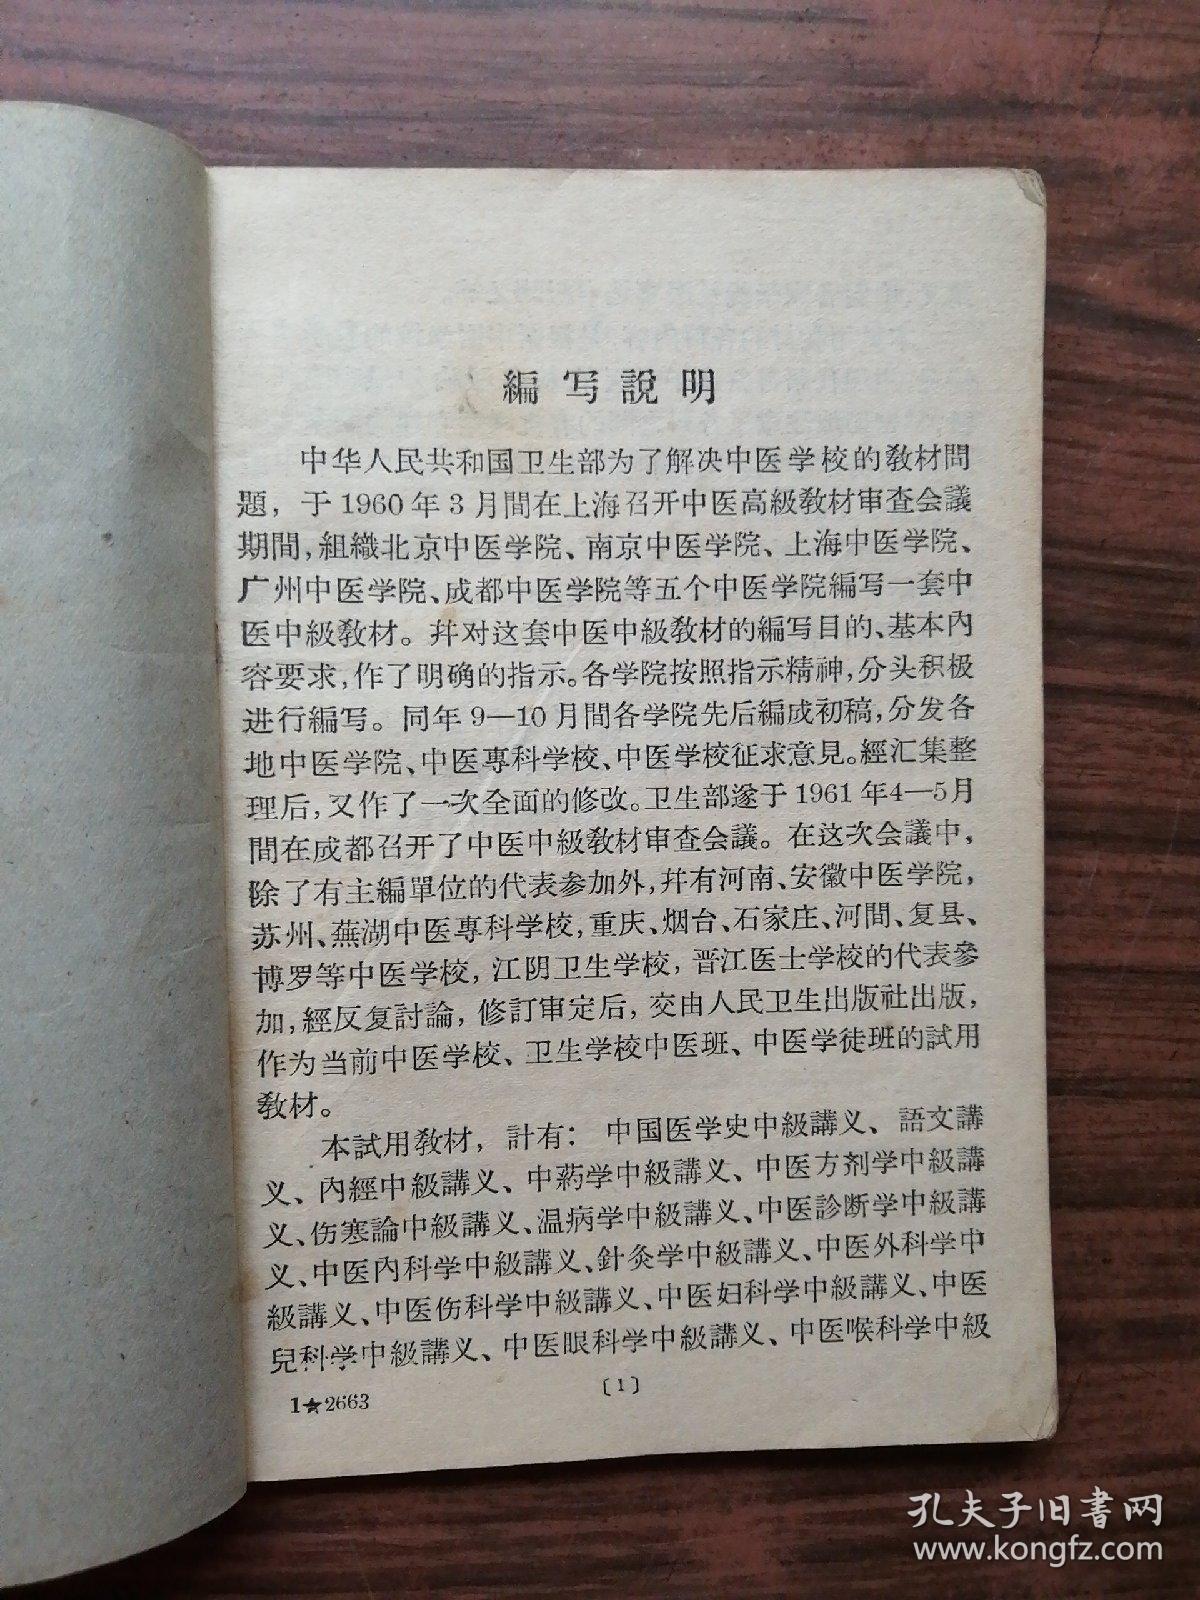 編写說明
中华人民共和国卫生部为了解决中医学校的教材問
題，于1960年3月間在上海召开中医高級教材审查会議
期間，組織北京中医学院、南京中医学院、上海中医学院、
广州中医学院、成都中医学院等五个中医学院編写一套中
医中級教材。幷对这套中医中級教材的編写目的、基本內
容要求，作了明确的指示。各学院按照指示精神，分头积极
进行編写。同年9—10月間各学院先后編成初稿，分发各
地中医学院、中医專科学校、中医学校征求意見。經汇集整
理后，又作了一次全面的修改。卫生部遂于1961年4—5月
間在成都召开了中医中級教材审查会議。在这次会議中，
除了有主編單位的代表参加外，幷有河南、安徽中医学院，
苏州、蕪湖中医專科学校，重庆、烟台、石家庄、河間、复县、
博罗等中医学校，江阴卫生学校，晋江医士学校的代表參
加，經反复討論，修訂审定后，交由人民卫生出版社出版，
作为当前中医学校、卫生学校中医班、中医学徒班的試用
教材。
本試用教材，計有：中国医学史中級講义、語文講
义、內經中級講义、中葯学中級講义、中医方剂学中級講
义、伤寒論中級講义、温病学中級講义、中医診断学中級講
义、中医內科学中級講义、針灸学中級講义、中医外科学中
級講义、中医伤科学中級講义、中医妇科学中級講义、中医
兒科学中級講义、中医眼科学中級講义、中医喉科学中級
〔1〕
1★2663
孔夫子旧书网
www.kongfz.com